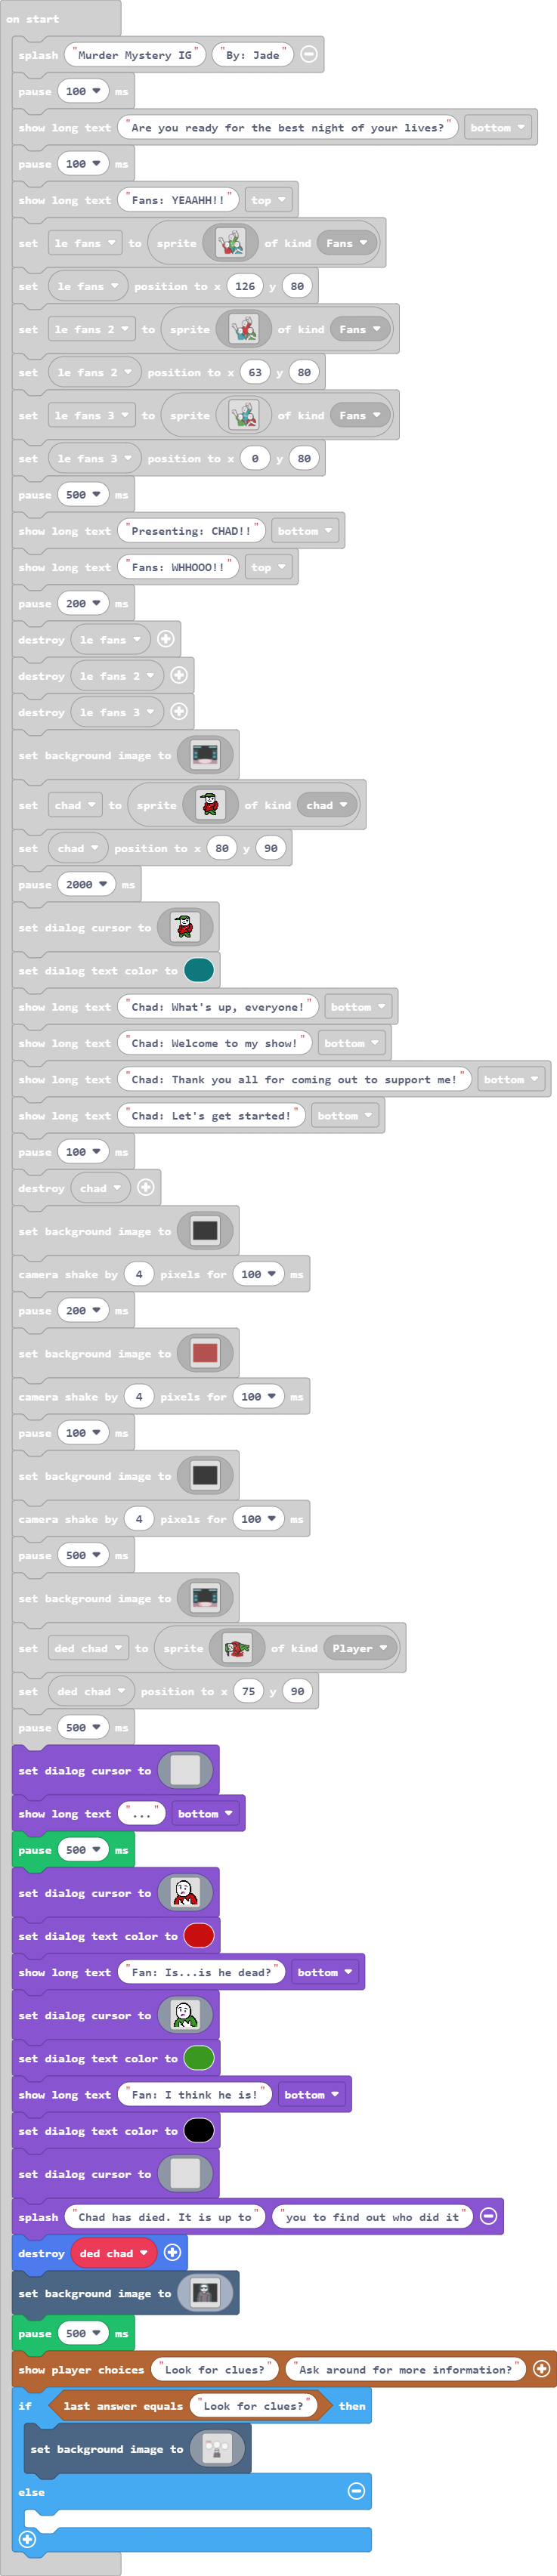 on start
splash "Murder Mystery IG" "By: Jade"
pause 100 ms
show long text "Are you ready for the best night of your lives?" bottom
pause 100 ms
show long text "Fans: YEAAHH!!" top
set le fans to sprite of kind Fans
set le fans position to x 126 y 80
set le fans 2 to sprite of kind Fans
set le fans 2 position to x 63 y 80
set le fans 3 to sprite of kind Fans
set le fans 3 position to x 0 y 80
pause 500 ms
show long text "Presenting: CHAD!!" bottom
show long text "Fans: WHHOOO!!" top
pause 200 ms
destroy le fans
destroy le fans 2
destroy le fans 3
set background image to
set chad to sprite of kind chad
set chad position to x 80 y 90
pause 2000 ms
set dialog cursor to
set dialog text color to
show long text "Chad: What's up, everyone!" bottom
show long text "Chad: Welcome to my show!" bottom
show long text "Chad: Thank you all for coming out to support me!" bottom
show long text "Chad: Let's get started!" bottom
pause 100 ms
destroy chad
set background image to
camera shake by 4 pixels for 100 ms
pause 200 ms
set background image to
camera shake by 4 pixels for 100 ms
pause 100 ms
set background image to
camera shake by 4 pixels for 100 ms
pause 500 ms
set background image to
set ded chad to sprite of kind Player
set ded chad position to x 75 y 90
pause 500 ms
set dialog cursor to
show long text "..." bottom
pause 500 ms
set dialog cursor to
set dialog text color to
show long text "Fan: Is...is he dead?" bottom
set dialog cursor to
set dialog text color to
show long text "Fan: I think he is!" bottom
set dialog text color to
set dialog cursor to
splash "Chad has died. It is up to" "you to find out who did it"
destroy ded chad
set background image to
pause 500 ms
show player choices "Look for clues?" "Ask around for more information?"
if last answer equals "Look for clues?" then
set background image to
else